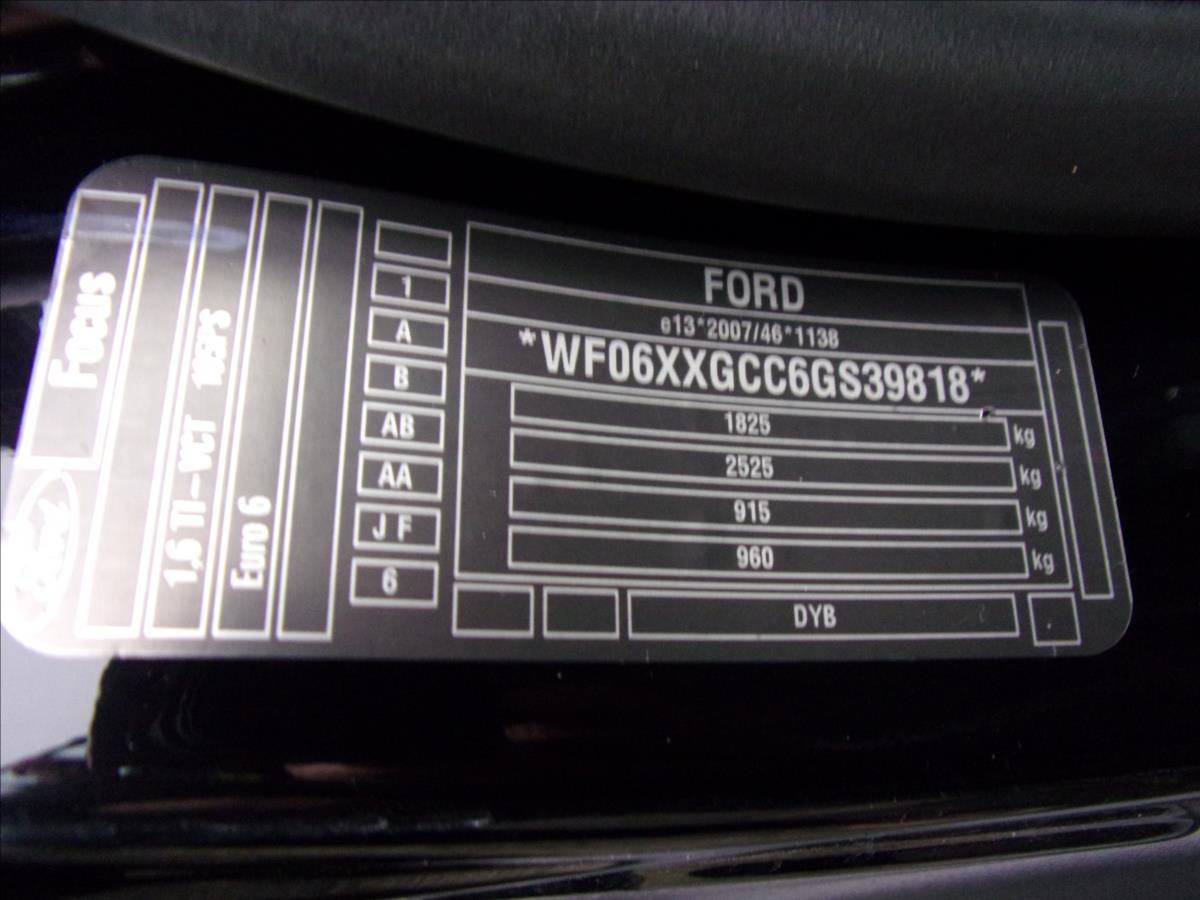 Ford
Focus
1,6 TI-VCT 105PS
Euro 6
1
A
B
AB
AA
J F
6
FORD
e13*2007/46*1138
*WF06XXGCC6GS39818*
1825 kg
2525 kg
915 kg
960 kg
DYB